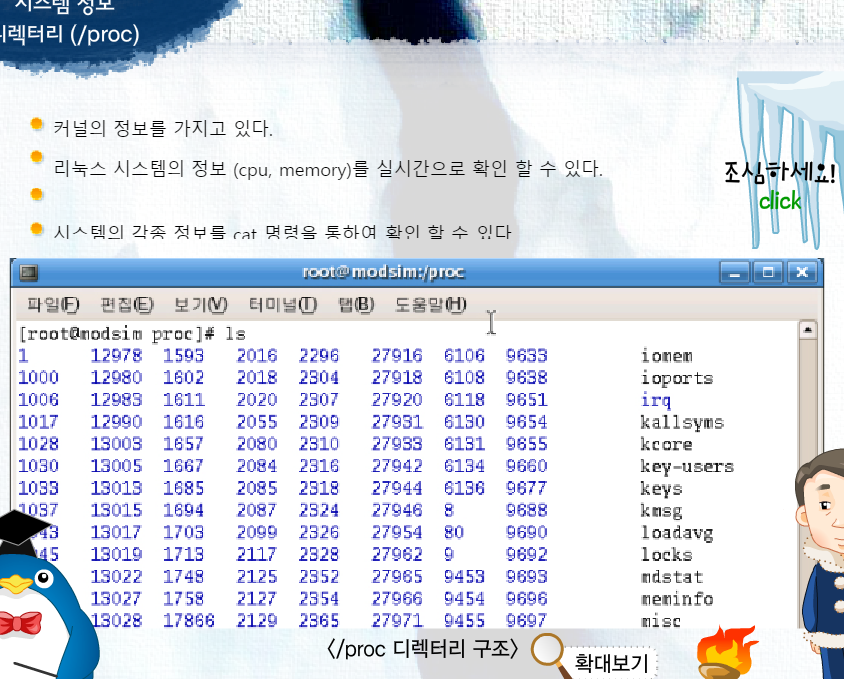 시스템 정보
디렉터리 (/proc)
커널의 정보를 가지고 있다.
리눅스 시스템의 정보 (cpu, memory)를 실시간으로 확인 할 수 있다.
시스템의 각종 정보를 cat 명령을 통하여 확인 할 수 있다
조심하세요!
click
root@modsim:/proc
파일(F) 편집(E) 보기(V) 터미널(T) 탭(B) 도움말(H)
[root@modsim proc]# ls
1 12978 1593 2016 2296 27916 6106 9633 iomem
1000 12980 1602 2018 2304 27918 6108 9638 ioports
1006 12983 1611 2020 2307 27920 6118 9651 irq
1017 12990 1616 2055 2309 27931 6130 9654 kallsyms
1028 13003 1657 2080 2310 27933 6131 9655 kcore
1030 13005 1667 2084 2316 27942 6134 9660 key-users
1033 13013 1685 2085 2318 27944 6136 9677 keys
1037 13015 1694 2087 2324 27946 8 9688 kmsg
43 13017 1703 2099 2326 27954 80 9690 loadavg
45 13019 1713 2117 2328 27962 9 9692 locks
13022 1748 2125 2352 27965 9453 9693 mdstat
13027 1758 2127 2354 27966 9454 9696 meminfo
13028 17866 2129 2365 27971 9455 9697 misc
〈/proc 디렉터리 구조〉
확대보기